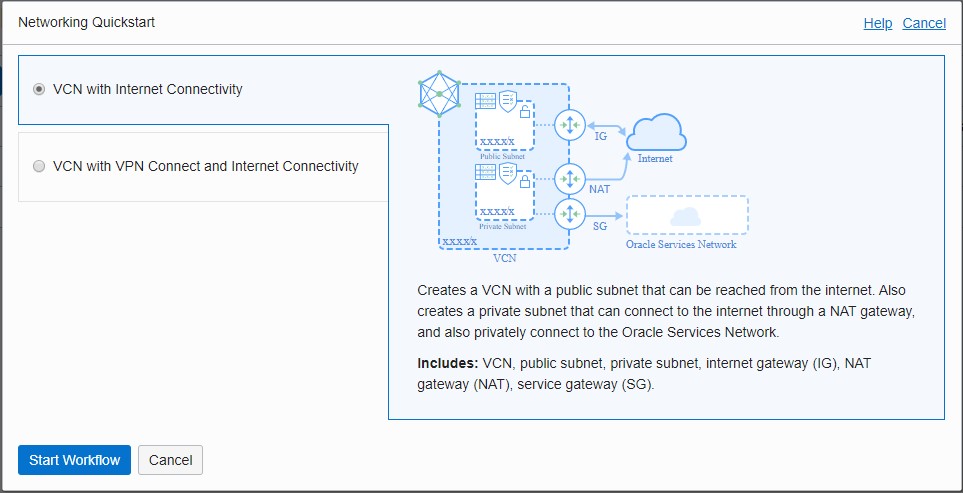 Networking Quickstart
Help Cancel
VCN with Internet Connectivity
VCN with VPN Connect and Internet Connectivity
x.x.x.x/x
Public Subnet
IG
Internet
NAT
x.x.x.x/x
Private Subnet
SG
x.x.x.x/x
Oracle Services Network
VCN
Creates a VCN with a public subnet that can be reached from the internet. Also
creates a private subnet that can connect to the internet through a NAT gateway,
and also privately connect to the Oracle Services Network.
Includes: VCN, public subnet, private subnet, internet gateway (IG), NAT
gateway (NAT), service gateway (SG).
Start Workflow Cancel